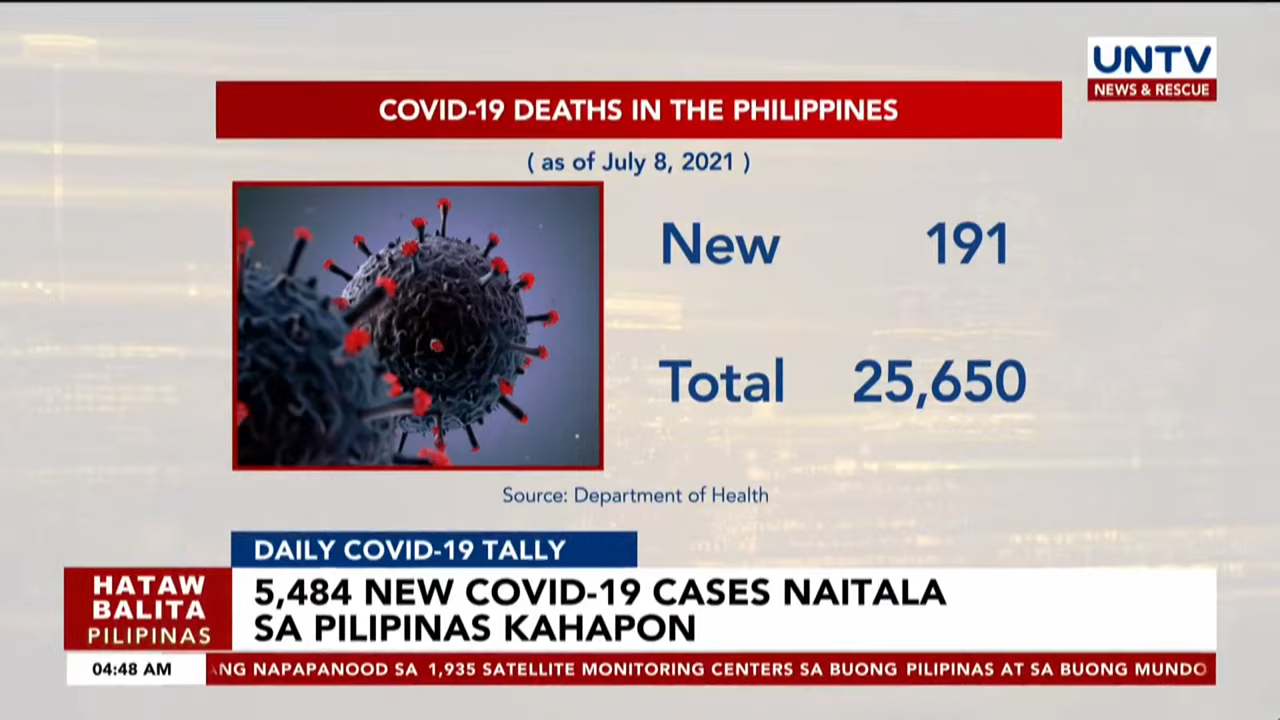 UNTV
NEWS & RESCUE
COVID-19 DEATHS IN THE PHILIPPINES
( as of July 8, 2021 )
New 191
Total 25,650
Source: Department of Health
DAILY COVID-19 TALLY
HATAW
BALITA
PILIPINAS
5,484 NEW COVID-19 CASES NAITALA
SA PILIPINAS KAHAPON
04:48 AM
ANG NAPAPANOOD SA 1,935 SATELLITE MONITORING CENTERS SA BUONG PILIPINAS AT SA BUONG MUNDO